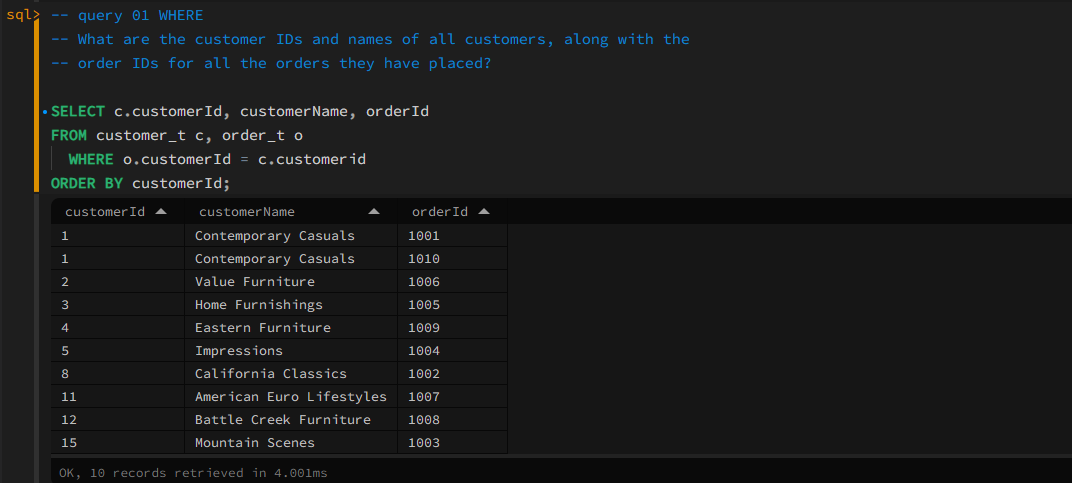 sql> -- query 01 WHERE
-- What are the customer IDs and names of all customers, along with the
-- order IDs for all the orders they have placed?
SELECT c.customerId, customerName, orderId
FROM customer_t c, order_t o
WHERE o.customerId = c.customerid
ORDER BY customerId;
customerId customerName orderId
1 Contemporary Casuals 1001
1 Contemporary Casuals 1010
2 Value Furniture 1006
3 Home Furnishings 1005
4 Eastern Furniture 1009
5 Impressions 1004
8 California Classics 1002
11 American Euro Lifestyles 1007
12 Battle Creek Furniture 1008
15 Mountain Scenes 1003
OK, 10 records retrieved in 4.001ms